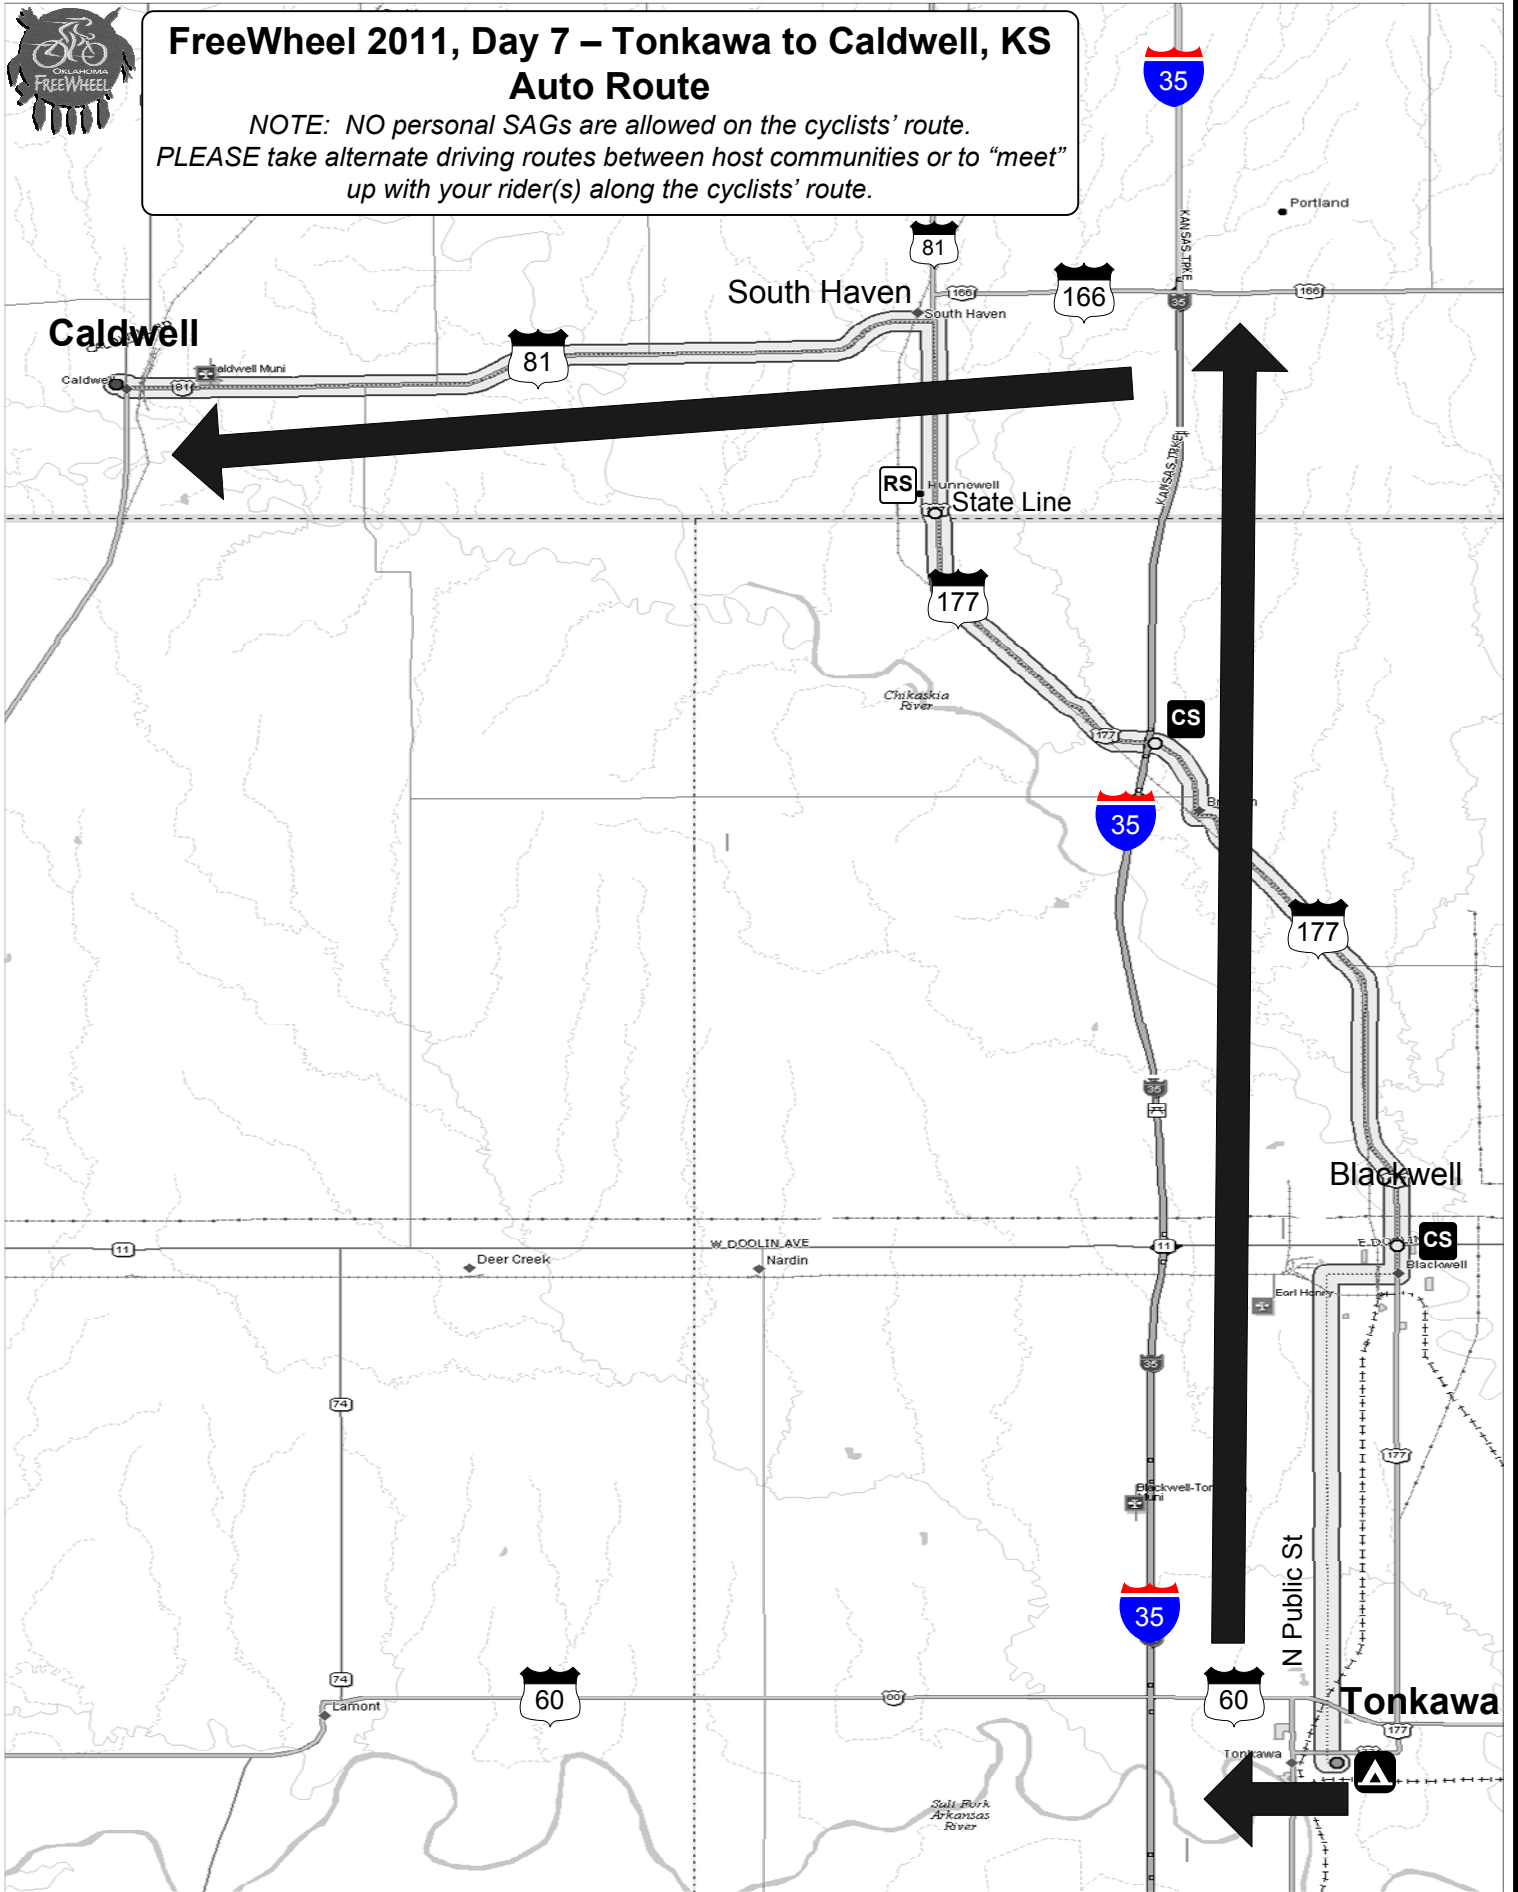 OKLAHOMA
FREEWHEEL
FreeWheel 2011, Day 7 – Tonkawa to Caldwell, KS
Auto Route
NOTE:  NO personal SAGs are allowed on the cyclists' route.
PLEASE take alternate driving routes between host communities or to “meet”
up with your rider(s) along the cyclists' route.
35
Portland
KANSAS TPKE
81
South Haven
166
166
166
35
South Haven
Caldwell
81
Caldwell Muni
81
KANSAS TPKE
RS
Hunnewell
State Line
177
Chikaskia
River
CS
177
35
177
35
Blackwell
11
W DOOLIN AVE
11
CS
Deer Creek
Nardin
Blackwell
Earl Henry
35
74
177
N Public St
35
74
Lamont
60
60
60
Tonkawa
177
Tonkawa
Salt Fork
Arkansas
River